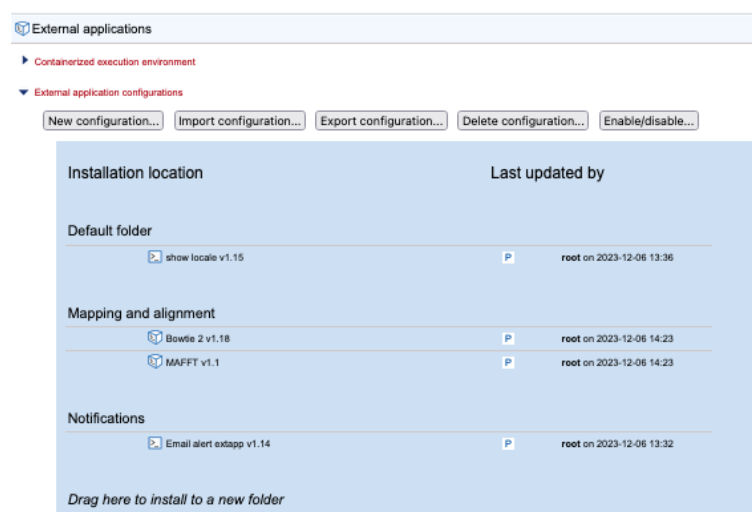 External applications
Containerized execution environment
External application configurations
New configuration... Import configuration... Export configuration... Delete configuration... Enable/disable...
Installation location Last updated by
Default folder
show locale v1.15 P root on 2023-12-06 13:36
Mapping and alignment
Bowtie 2 v1.18 P root on 2023-12-06 14:23
MAFFT v1.1 P root on 2023-12-06 14:23
Notifications
Email alert extapp v1.14 P root on 2023-12-06 13:32
Drag here to install to a new folder